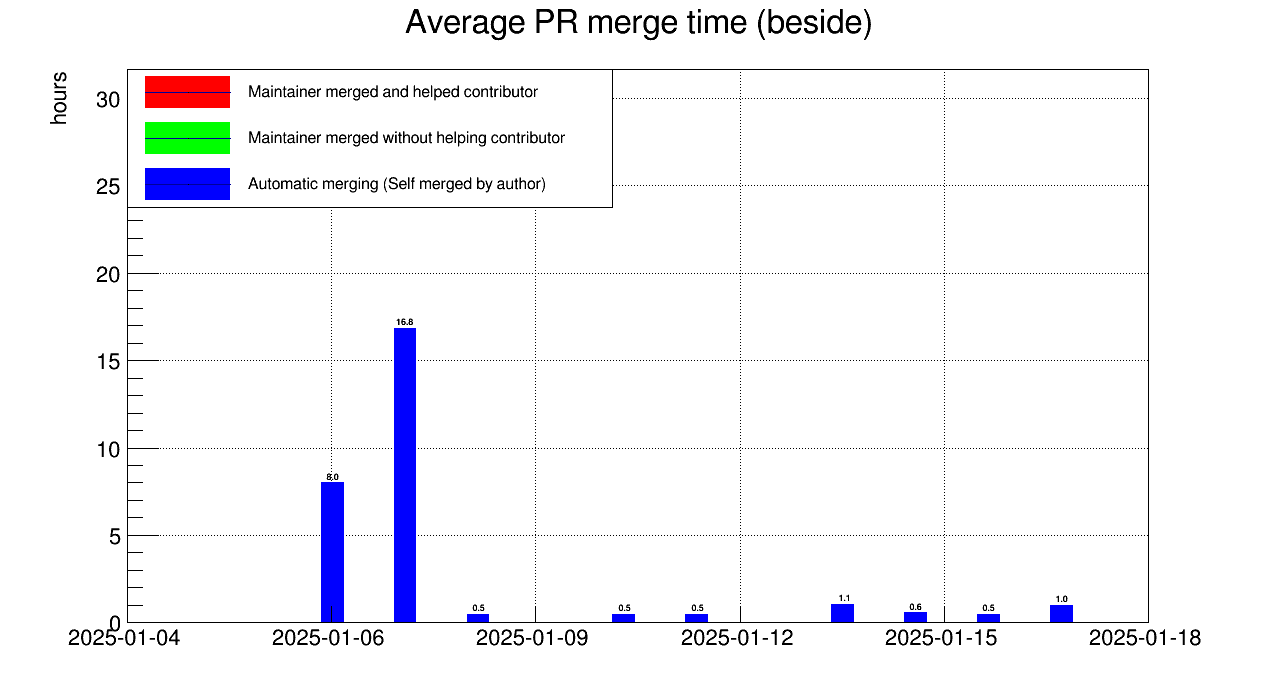 Average PR merge time (beside)
hours
Maintainer merged and helped contributor
Maintainer merged without helping contributor
Automatic merging (Self merged by author)
30
25
20
15
10
5
0
8.0
16.8
0.5
0.5
0.5
1.1
0.6
0.5
1.0
2025-01-04 2025-01-06 2025-01-09 2025-01-12 2025-01-15 2025-01-18